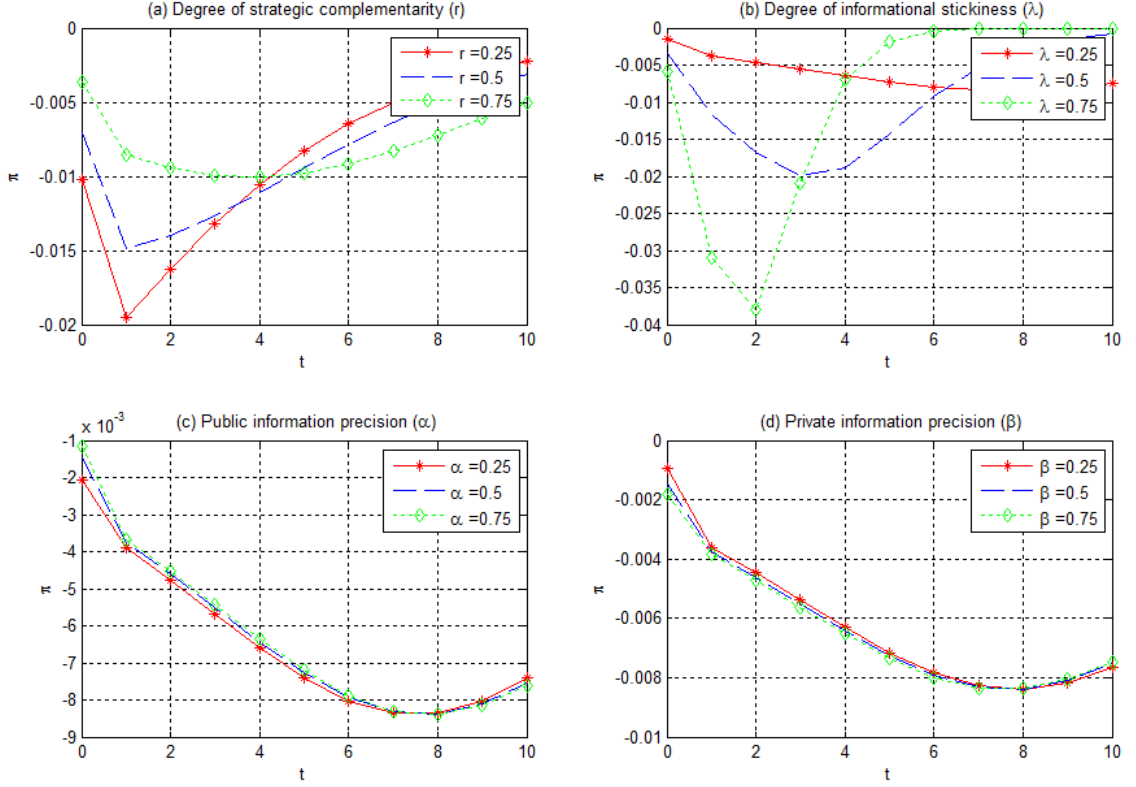 (a) Degree of strategic complementarity (r)
0
-0.005
-0.01
-0.015
-0.02
π
0 2 4 6 8 10
t
r =0.25
r =0.5
r =0.75
(b) Degree of informational stickiness (λ)
0
-0.005
-0.01
-0.015
-0.02
-0.025
-0.03
-0.035
-0.04
π
0 2 4 6 8 10
t
λ =0.25
λ =0.5
λ =0.75
(c) Public information precision (α)
x 10⁻³
-1
-2
-3
-4
-5
-6
-7
-8
-9
π
0 2 4 6 8 10
t
α =0.25
α =0.5
α =0.75
(d) Private information precision (β)
0
-0.002
-0.004
-0.006
-0.008
-0.01
π
0 2 4 6 8 10
t
β =0.25
β =0.5
β =0.75